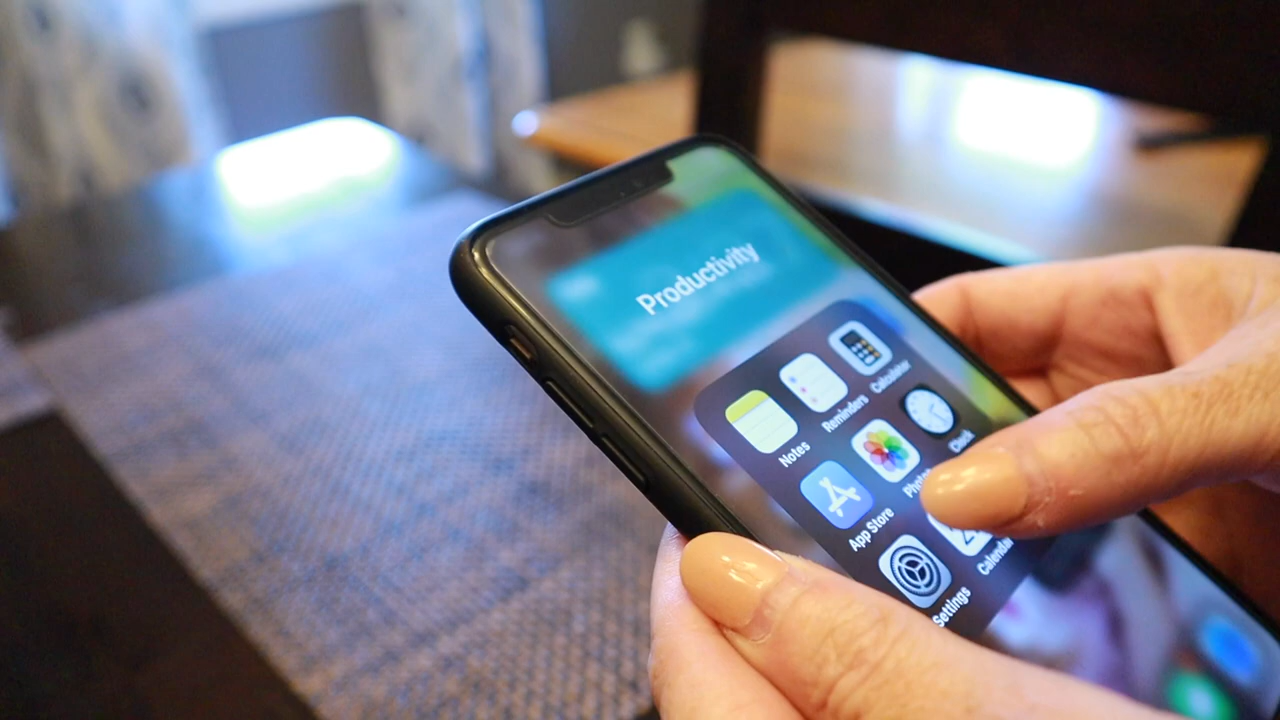 Productivity
Notes
Reminders
Calculator
App Store
Photos
Clock
Settings
Calendar